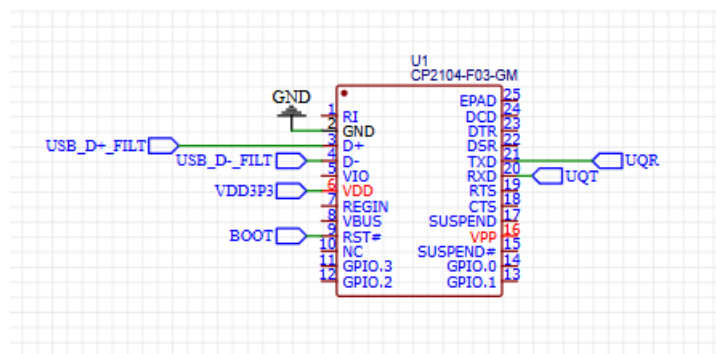 U1
CP2104-F03-GM
GND
1 RI
2 GND
USB_D+_FILT 3 D+
USB_D-_FILT 4 D-
5 VIO
VDD3P3 6 VDD
7 REGIN
8 VBUS
BOOT 9 RST#
10 NC
11 GPIO.3
12 GPIO.2
EPAD 25
DCD 24
DTR 23
DSR 22
TXD 21 UQR
RXD 20 UQT
RTS 19
CTS 18
SUSPEND 17
VPP 16
SUSPEND# 15
GPIO.0 14
GPIO.1 13